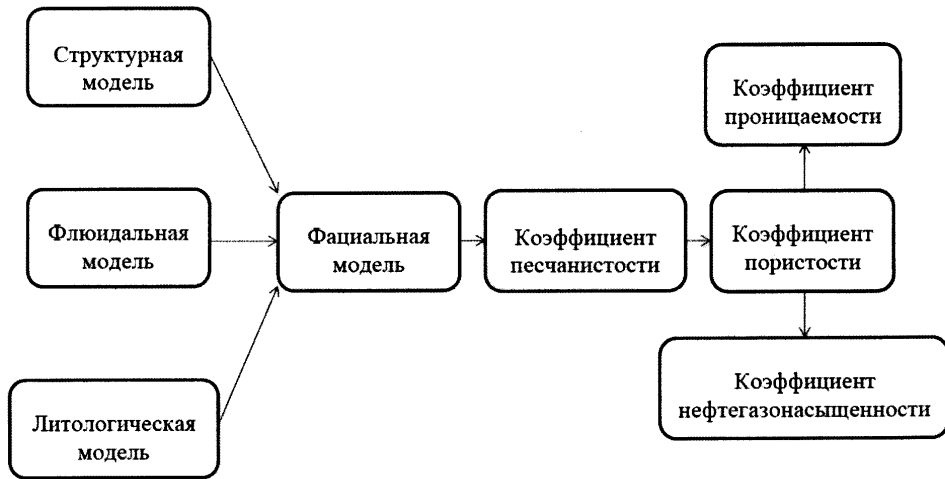 Структурная
модель
Флюидальная
модель
Литологическая
модель
Фациальная
модель
Коэффициент
песчанистости
Коэффициент
пористости
Коэффициент
проницаемости
Коэффициент
нефтегазонасыщенности